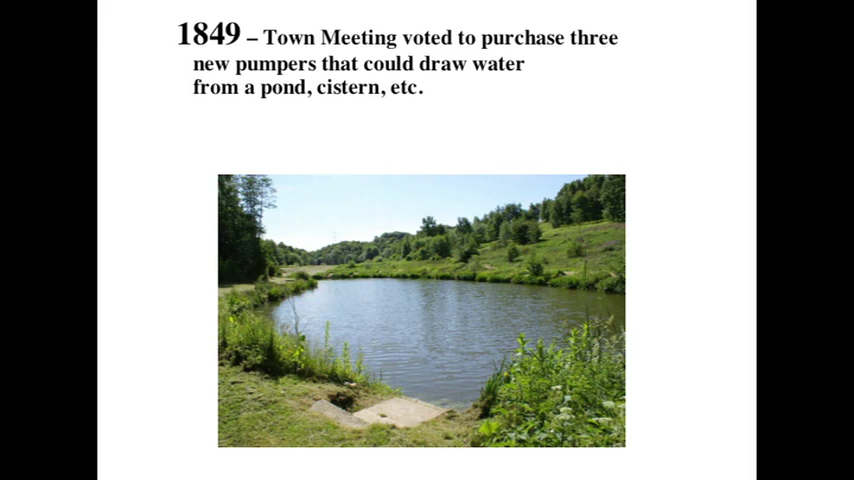 1849 – Town Meeting voted to purchase three
new pumpers that could draw water
from a pond, cistern, etc.